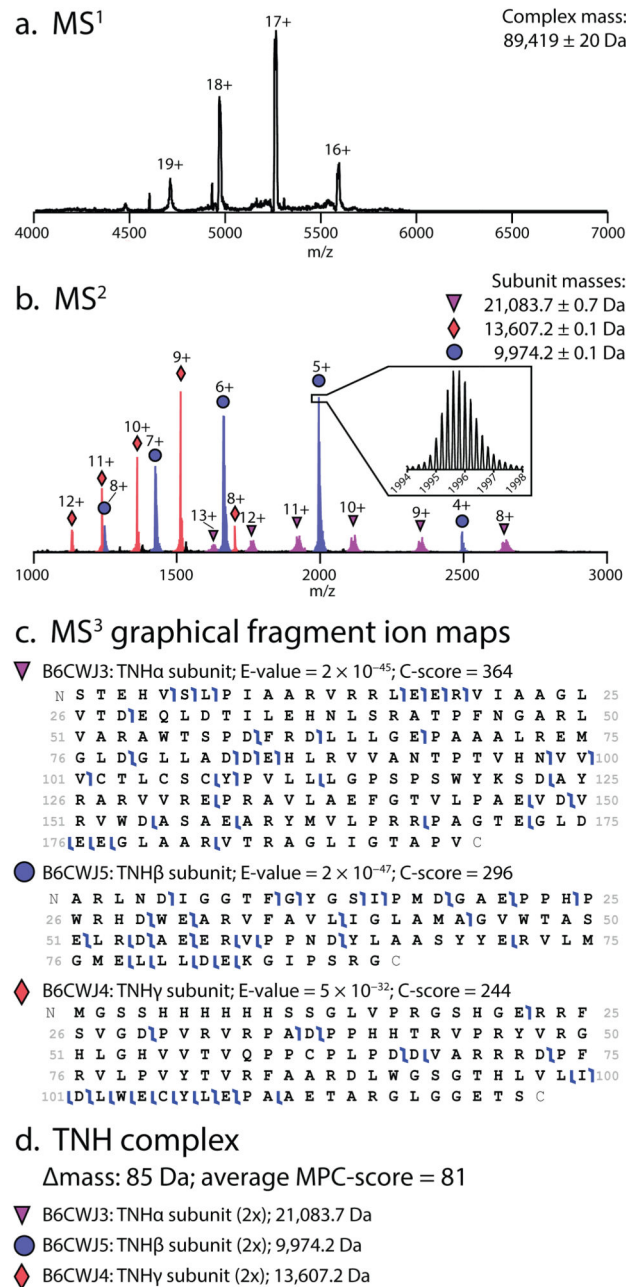 a. MS1
Complex mass:
89,419 ± 20 Da
17+
18+
19+
16+
4000 4500 5000 5500 6000 6500 7000
m/z
b. MS2
Subunit masses:
21,083.7 ± 0.7 Da
13,607.2 ± 0.1 Da
9,974.2 ± 0.1 Da
9+
5+
6+
10+
7+
11+
8+
12+
13+
8+
12+
11+
10+
9+
4+
8+
1994 1995 1996 1997 1998
1000 1500 2000 2500 3000
m/z
c. MS3 graphical fragment ion maps
B6CWJ3: TNHα subunit; E-value = 2 × 10−45; C-score = 364
N S T E H V S L P I A A R V R R L E E R V I A A G L 25
26 V T D E Q L D T I L E H N L S R A T P F N G A R L 50
51 V A R A W T S P D F R D L L L G E P A A A L R E M 75
76 G L D G L L A D D E H L R V V A N T P T V H N V V 100
101 V C T L C S C Y P V L L L G P S P S W Y K S D A Y 125
126 R A R V V R E P R A V L A E F G T V L P A E V D V 150
151 R V W D A S A E A R Y M V L P R R P A G T E G L D 175
176 E E G L A A R V T R A G L I G T A P V C
B6CWJ5: TNHβ subunit; E-value = 2 × 10−47; C-score = 296
N A R L N D I G G T F G Y G S I P M D G A E P P H P 25
26 W R H D W E A R V F A V L I G L A M A G V W T A S 50
51 E L R D A E E R V P P N D Y L A A S Y Y E R V L M 75
76 G M E L L L L D E K G I P S R G C
B6CWJ4: TNHγ subunit; E-value = 5 × 10−32; C-score = 244
N M G S S H H H H H H S S G L V P R G S H G E R R F 25
26 S V G D P V R V R P A D P P H H T R V P R Y V R G 50
51 H L G H V V T V Q P P C P L P D D V A R R R D P F 75
76 R V L P V Y T V R F A A R D L W G S G T H L V L I 100
101 D L W E C Y L E P A A E T A R G L G G E T S C
d. TNH complex
Δmass: 85 Da; average MPC-score = 81
B6CWJ3: TNHα subunit (2x); 21,083.7 Da
B6CWJ5: TNHβ subunit (2x); 9,974.2 Da
B6CWJ4: TNHγ subunit (2x); 13,607.2 Da